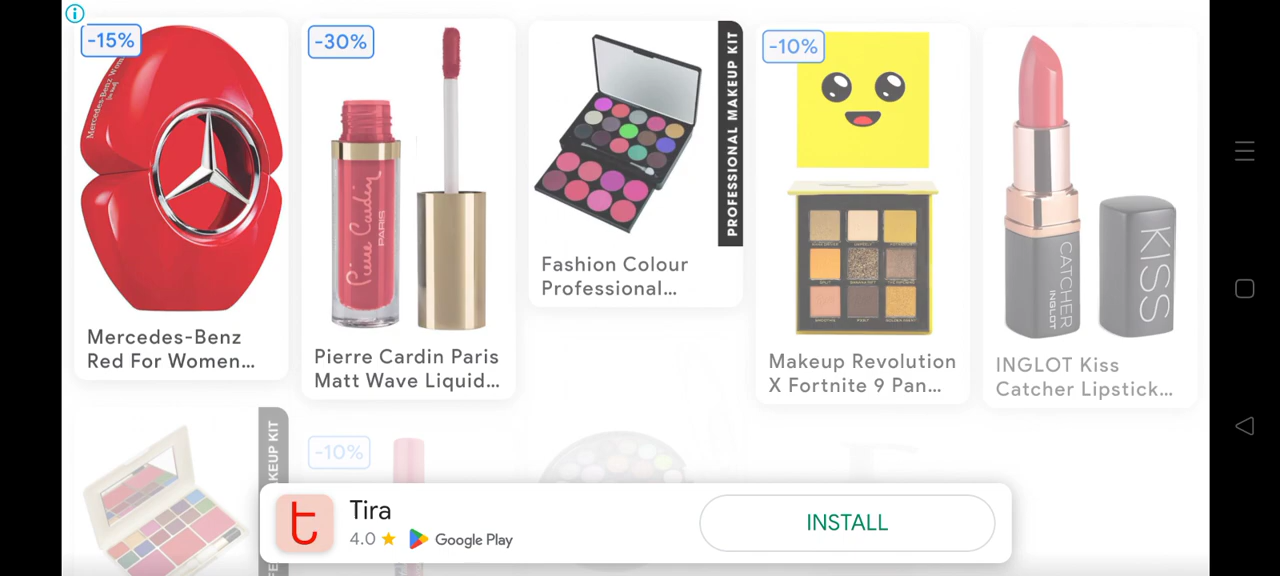 -15%
Mercedes-Benz
Red For Women...
-30%
Pierre Cardin
PARIS
Pierre Cardin Paris
Matt Wave Liquid...
PROFESSIONAL MAKEUP KIT
Fashion Colour
Professional...
-10%
Makeup Revolution
X Fortnite 9 Pan...
CATCHER
INGLOT
KISS
INGLOT Kiss
Catcher Lipstick...
KEUP KIT
-10%
t
Tira
4.0
Google Play
INSTALL